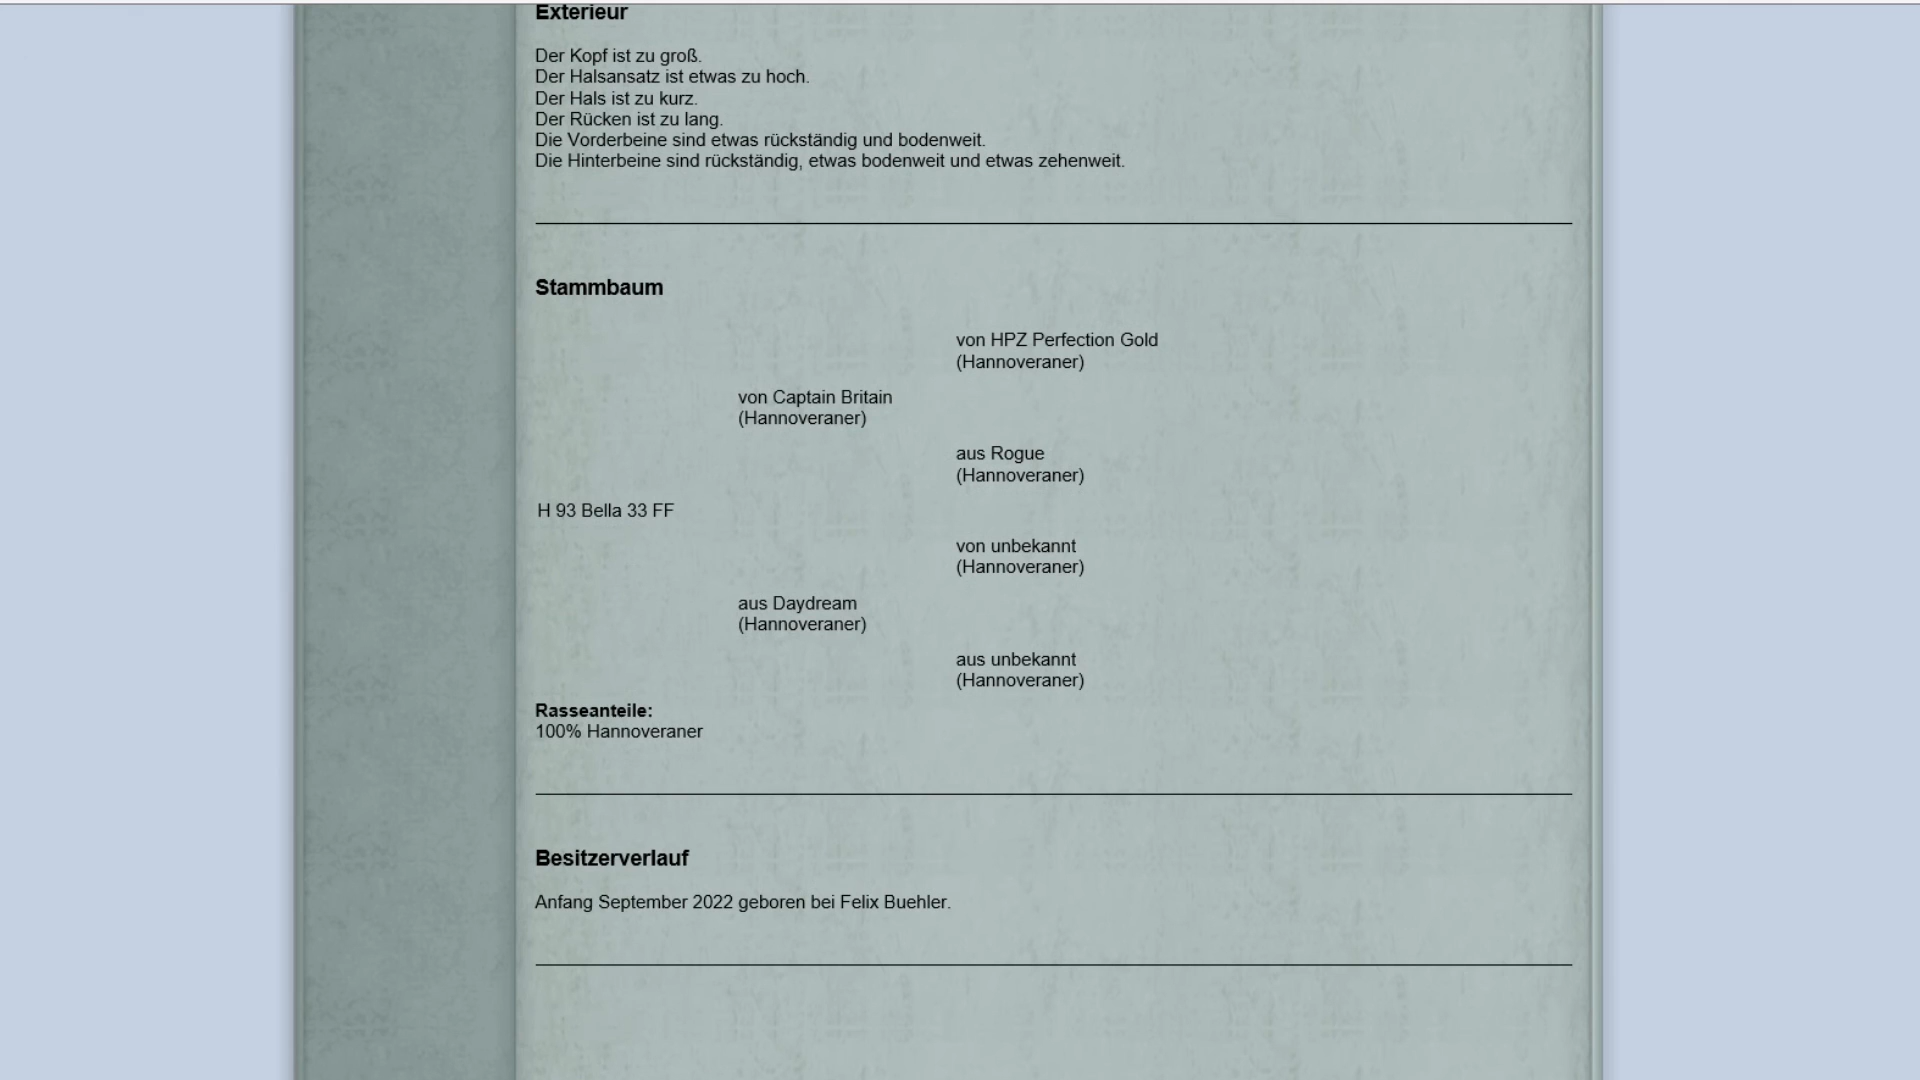 Exterieur
Der Kopf ist zu groß.
Der Halsansatz ist etwas zu hoch.
Der Hals ist zu kurz.
Der Rücken ist zu lang.
Die Vorderbeine sind etwas rückständig und bodenweit.
Die Hinterbeine sind rückständig, etwas bodenweit und etwas zehenweit.
Stammbaum
von HPZ Perfection Gold
(Hannoveraner)
von Captain Britain
(Hannoveraner)
aus Rogue
(Hannoveraner)
H 93 Bella 33 FF
von unbekannt
(Hannoveraner)
aus Daydream
(Hannoveraner)
aus unbekannt
(Hannoveraner)
Rasseanteile:
100% Hannoveraner
Besitzerverlauf
Anfang September 2022 geboren bei Felix Buehler.